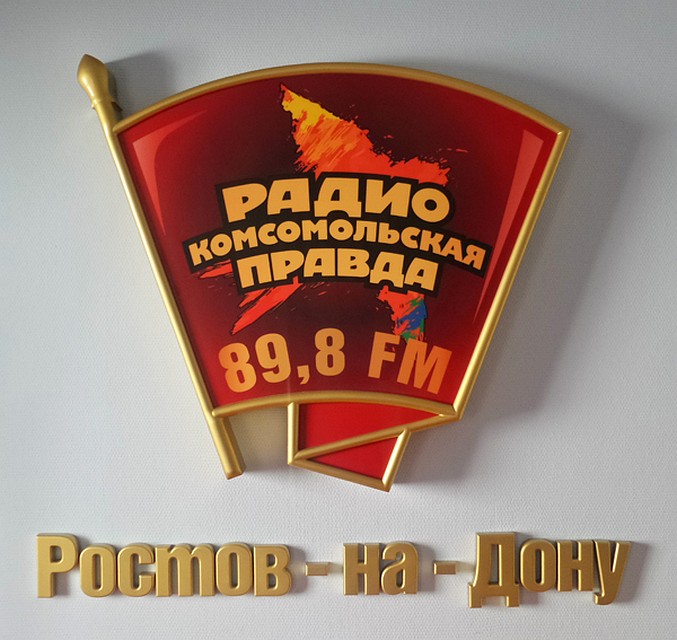 РАДИО
КОМСОМОЛЬСКАЯ
ПРАВДА
89,8 FM
Ростов-на-Дону